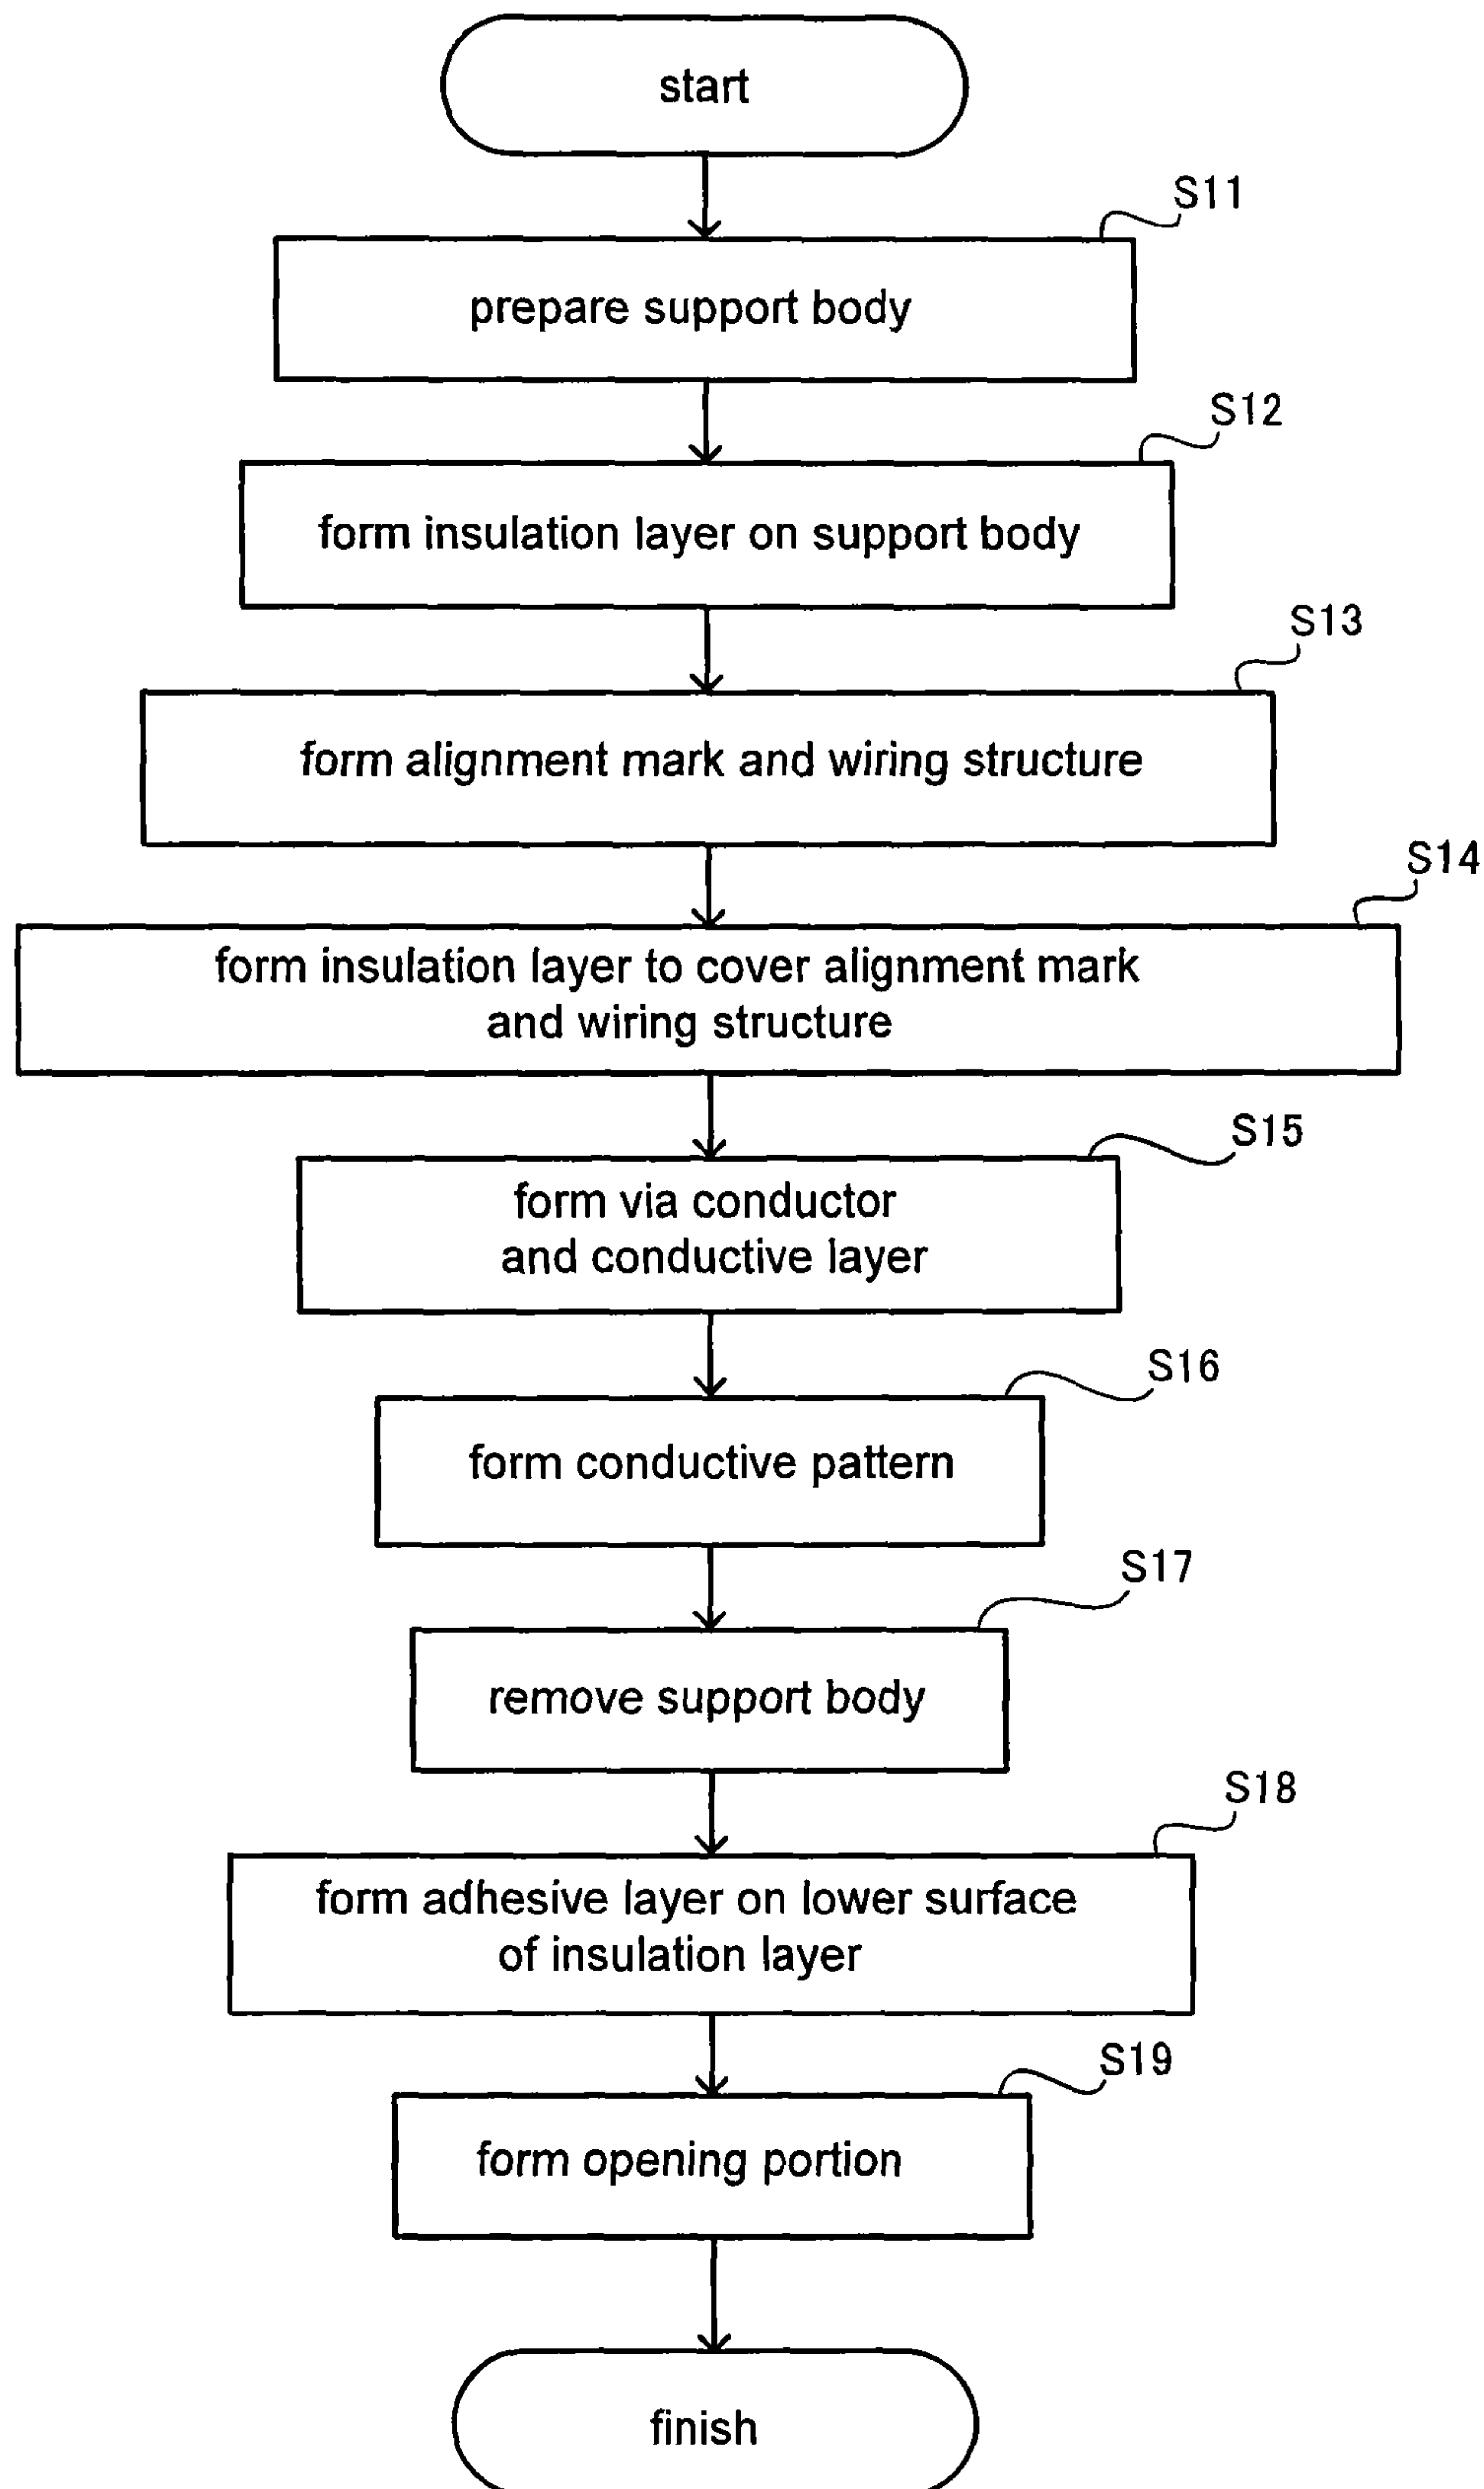 start
S11
prepare support body
S12
form insulation layer on support body
S13
form alignment mark and wiring structure
S14
form insulation layer to cover alignment mark
and wiring structure
S15
form via conductor
and conductive layer
S16
form conductive pattern
S17
remove support body
S18
form adhesive layer on lower surface
of insulation layer
S19
form opening portion
finish